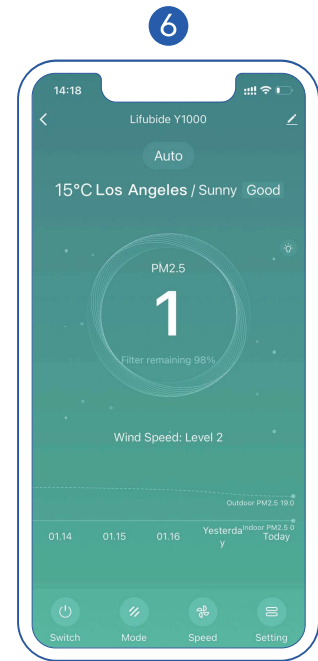 6
14:18
Lifubide Y1000
Auto
15°C Los Angeles / Sunny Good
PM2.5
1
Filter remaining 98%
Wind Speed: Level 2
Outdoor PM2.5 19.0
Indoor PM2.5 0
01.14 01.15 01.16 Yesterda
y Today
Switch Mode Speed Setting